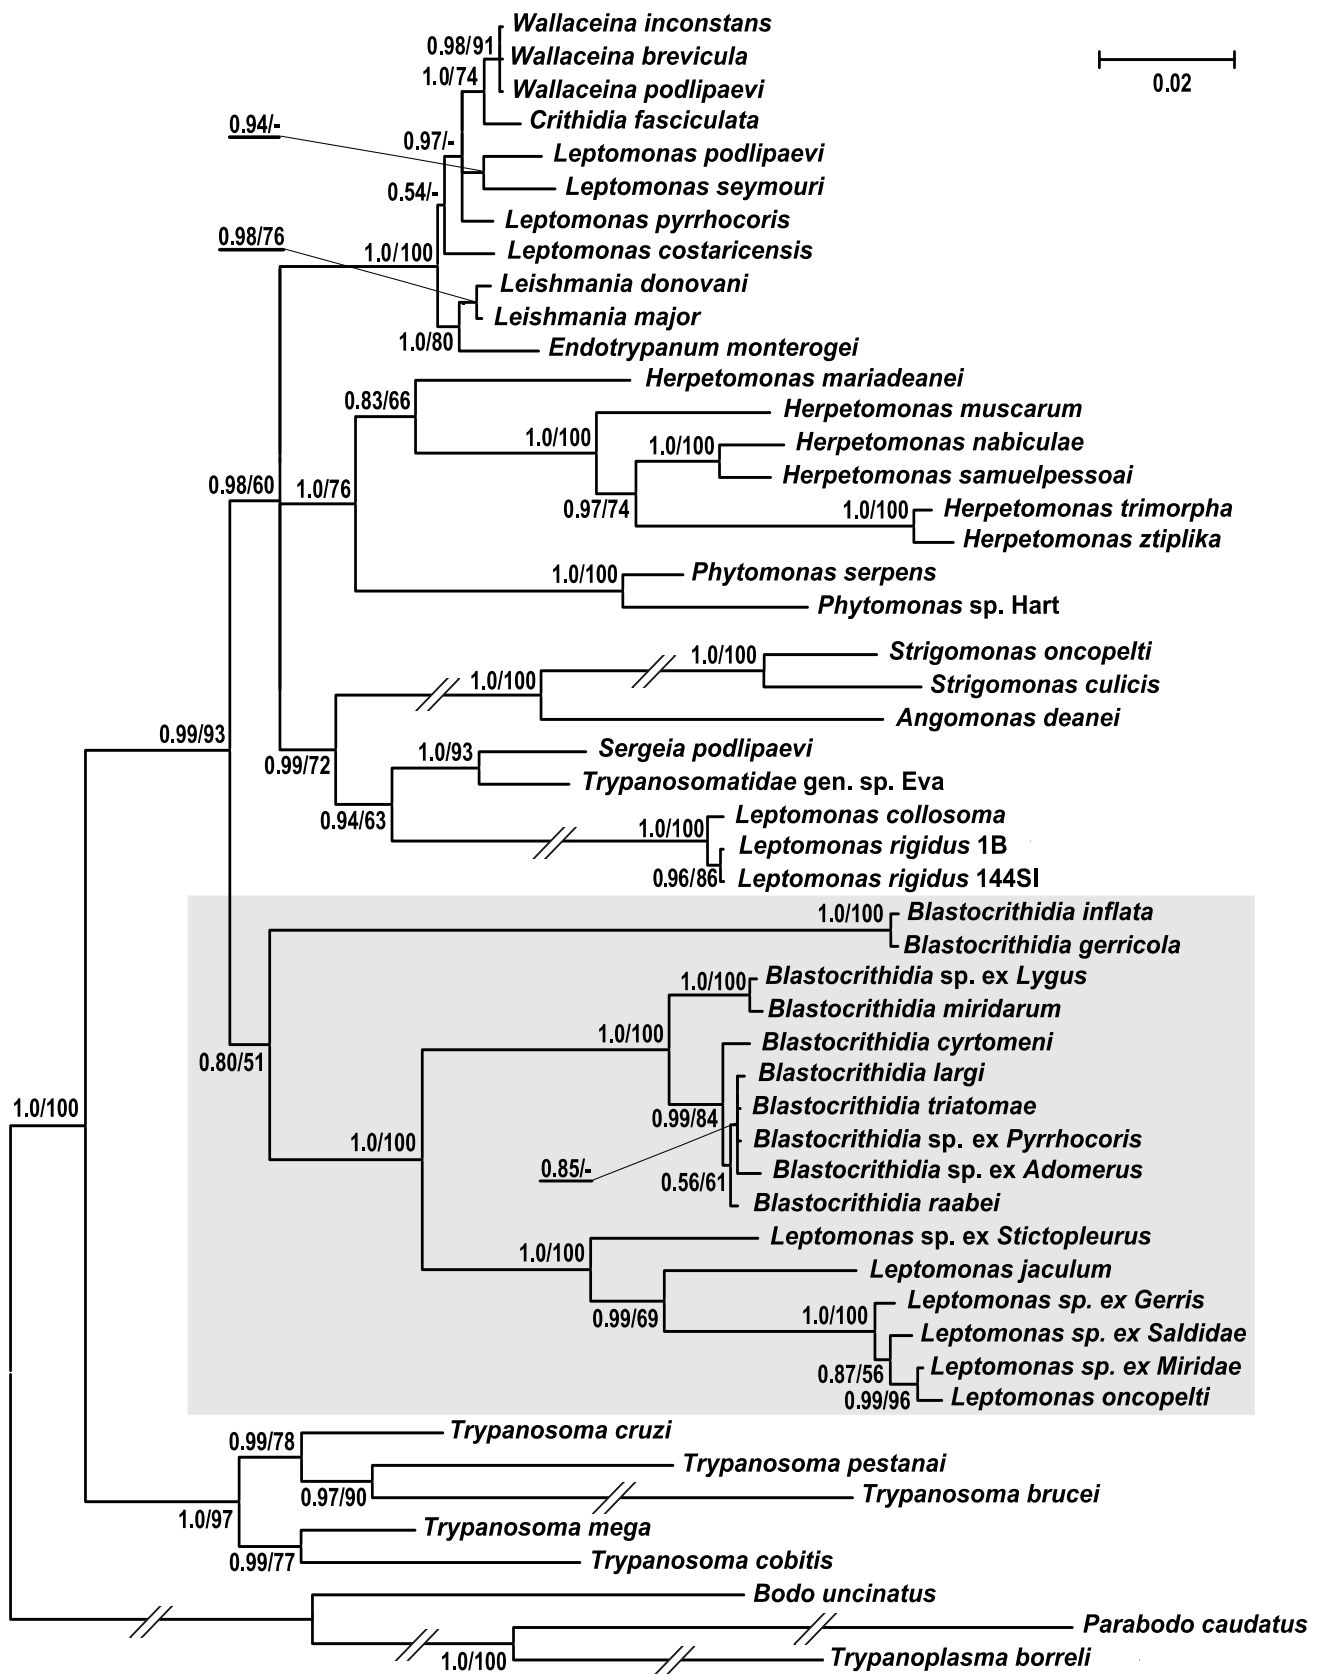 Wallaceina inconstans
0.98/91
Wallaceina brevicula
1.0/74
Wallaceina podlipaevi
0.02
Crithidia fasciculata
0.94/-
0.97/-
Leptomonas podlipaevi
Leptomonas seymouri
0.54/-
Leptomonas pyrrhocoris
0.98/76
1.0/100
Leptomonas costaricensis
Leishmania donovani
Leishmania major
1.0/80
Endotrypanum monterogei
Herpetomonas mariadeanei
0.83/66
Herpetomonas muscarum
1.0/100
1.0/100
Herpetomonas nabiculae
Herpetomonas samuelpessoai
0.98/60
1.0/76
0.97/74
1.0/100
Herpetomonas trimorpha
Herpetomonas ztiplika
1.0/100
Phytomonas serpens
Phytomonas sp. Hart
1.0/100
Strigomonas oncopelti
1.0/100
Strigomonas culicis
Angomonas deanei
0.99/93
0.99/72
1.0/93
Sergeia podlipaevi
Trypanosomatidae gen. sp. Eva
0.94/63
1.0/100
Leptomonas collosoma
Leptomonas rigidus 1B
0.96/86
Leptomonas rigidus 144SI
1.0/100
Blastocrithidia inflata
Blastocrithidia gerricola
1.0/100
Blastocrithidia sp. ex Lygus
Blastocrithidia miridarum
1.0/100
Blastocrithidia cyrtomeni
0.80/51
Blastocrithidia largi
1.0/100
Blastocrithidia triatomae
0.99/84
1.0/100
Blastocrithidia sp. ex Pyrrhocoris
0.85/-
Blastocrithidia sp. ex Adomerus
0.56/61
Blastocrithidia raabei
Leptomonas sp. ex Stictopleurus
1.0/100
Leptomonas jaculum
0.99/69
1.0/100
Leptomonas sp. ex Gerris
Leptomonas sp. ex Saldidae
0.87/56
Leptomonas sp. ex Miridae
0.99/96
Leptomonas oncopelti
Trypanosoma cruzi
0.99/78
Trypanosoma pestanai
0.97/90
Trypanosoma brucei
1.0/97
Trypanosoma mega
0.99/77
Trypanosoma cobitis
Bodo uncinatus
Parabodo caudatus
1.0/100
Trypanoplasma borreli